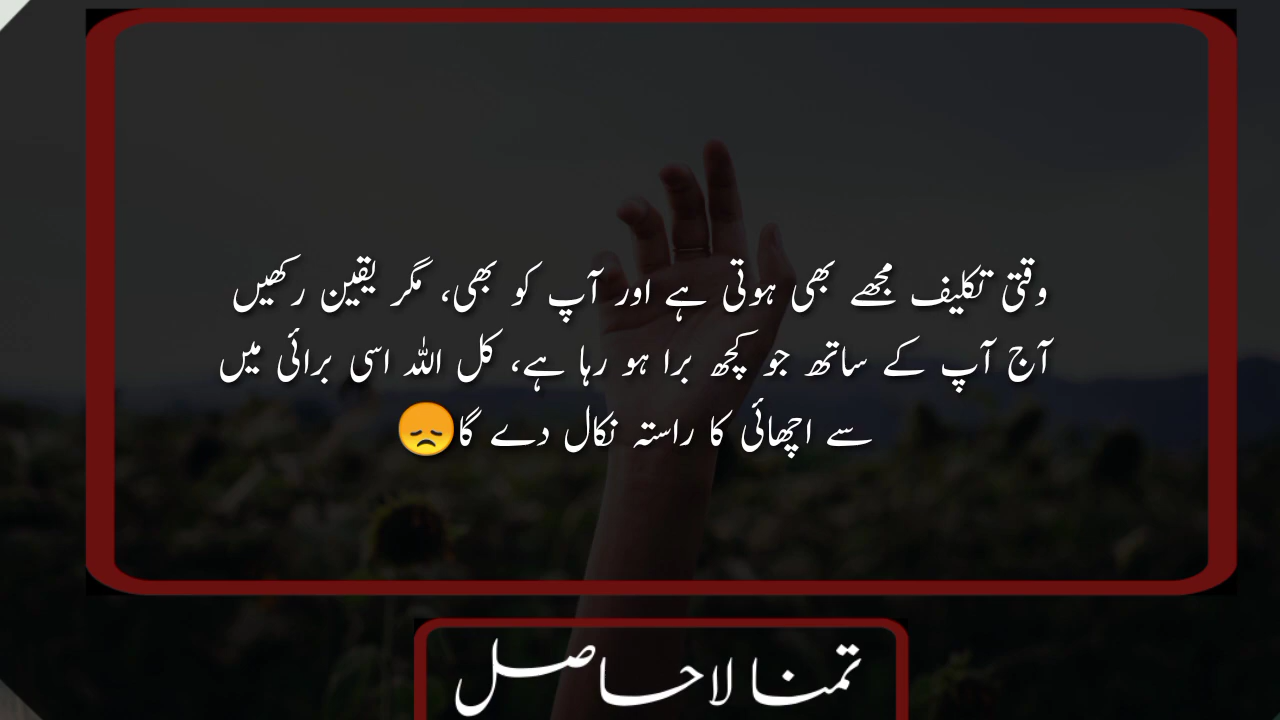 وقتی تکلیف مجھے بھی ہوتی ہے اور آپ کو بھی، مگر یقین رکھیں
آج آپ کے ساتھ جو کچھ برا ہو رہا ہے، کل اللہ اسی برائی میں
سے اچھائی کا راستہ نکال دے گا😞
تمنا لاحاصل